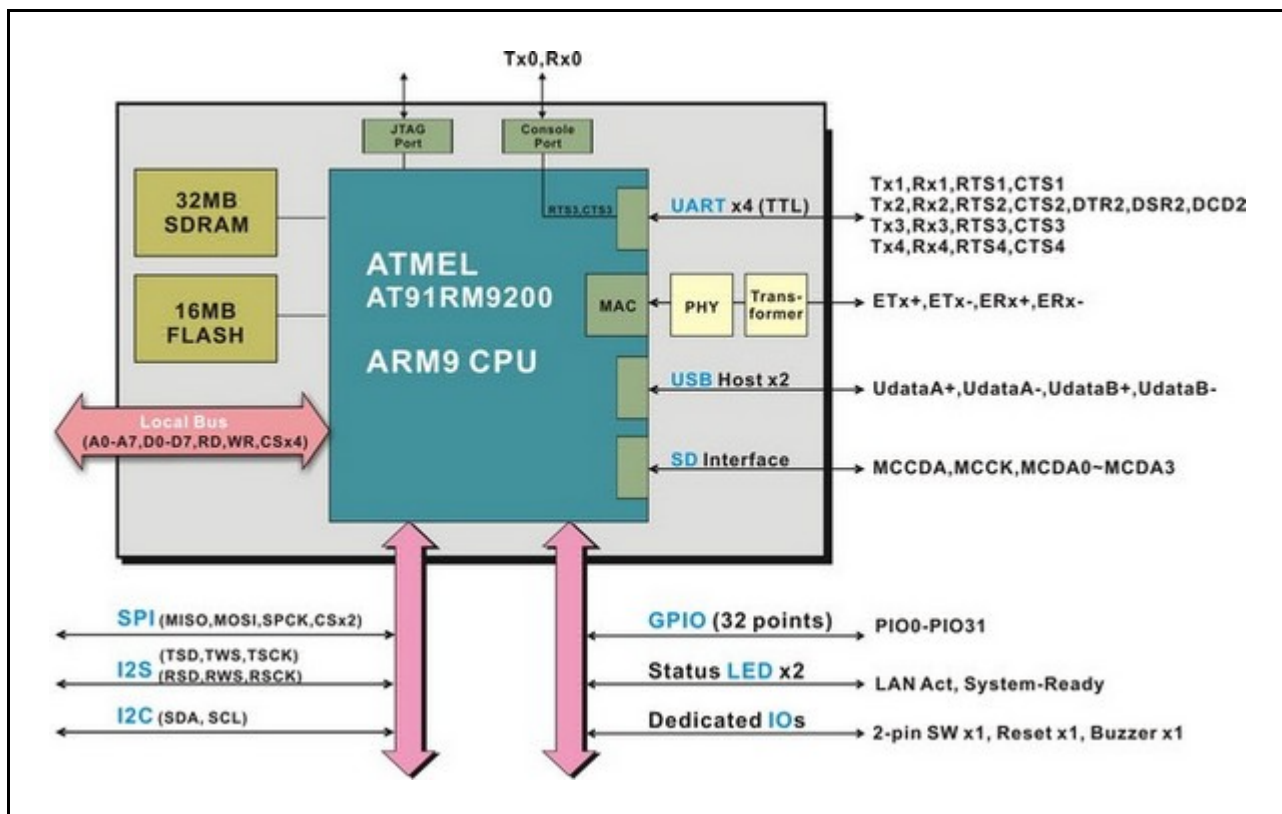 Tx0,Rx0
JTAG
Port
Console
Port
32MB
SDRAM
16MB
FLASH
ATMEL
AT91RM9200
ARM9 CPU
RTS3,CTS3
UART x4 (TTL)
Tx1,Rx1,RTS1,CTS1
Tx2,Rx2,RTS2,CTS2,DTR2,DSR2,DCD2
Tx3,Rx3,RTS3,CTS3
Tx4,Rx4,RTS4,CTS4
MAC
PHY
Trans-
former
ETx+,ETx-,ERx+,ERx-
USB Host x2
UdataA+,UdataA-,UdataB+,UdataB-
Local Bus
(A0-A7,D0-D7,RD,WR,CSx4)
SD Interface
MCCDA,MCCK,MCDA0~MCDA3
SPI (MISO,MOSI,SPCK,CSx2)
I2S (TSD,TWS,TSCK)
(RSD,RWS,RSCK)
I2C (SDA, SCL)
GPIO (32 points)
PIO0-PIO31
Status LED x2
LAN Act, System-Ready
Dedicated IOs
2-pin SW x1, Reset x1, Buzzer x1